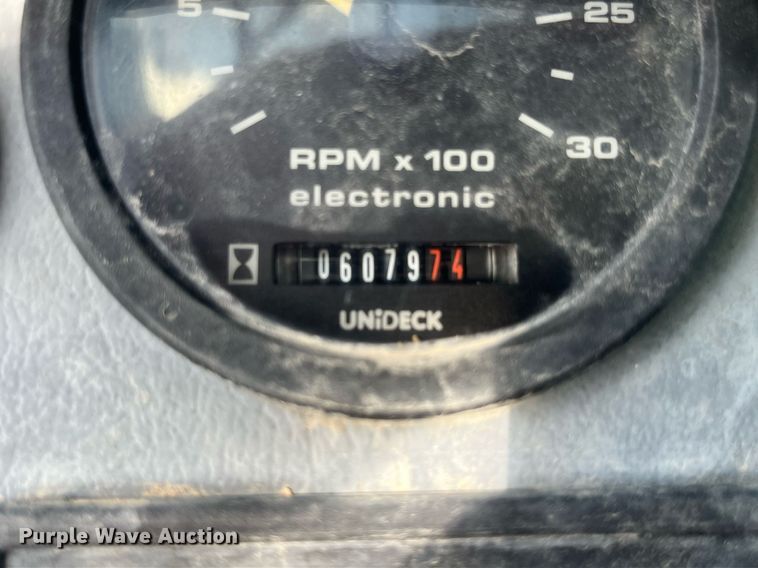 5 25
30
RPM x 100
electronic
0607974
UNiDECK
Purple Wave Auction